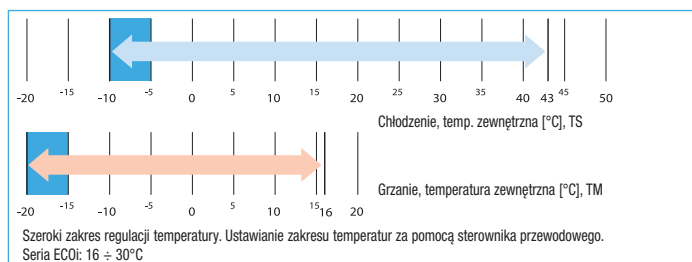 -20 -15 -10 -5 0 5 10 15 20 25 30 35 40 43 45 50
Chłodzenie, temp. zewnętrzna [°C], TS
-20 -15 -10 -5 0 5 10 15 16 20
Grzanie, temperatura zewnętrzna [°C], TM
Szeroki zakres regulacji temperatury. Ustawianie zakresu temperatur za pomocą sterownika przewodowego.
Seria ECOi: 16 ÷ 30°C